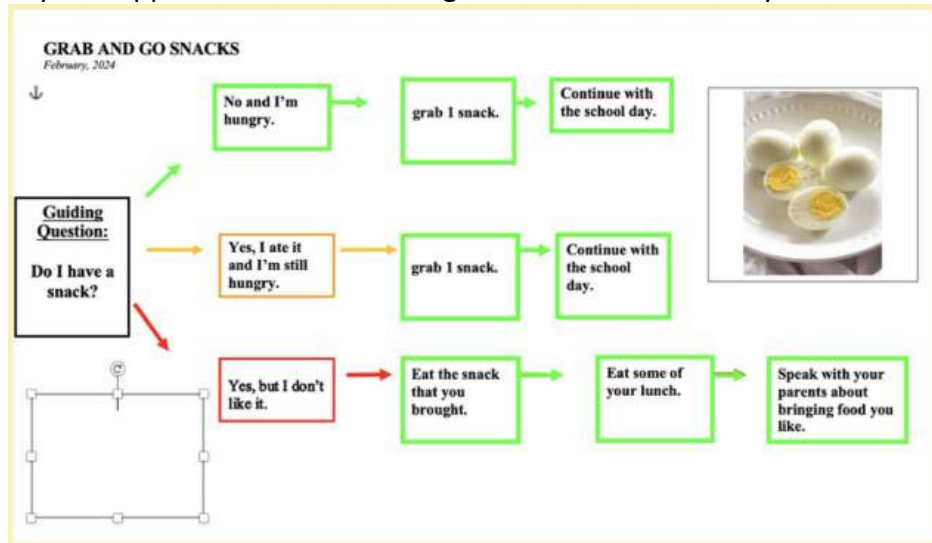 GRAB AND GO SNACKS
February, 2024
No and I'm
hungry.
grab 1 snack.
Continue with
the school day.
Guiding
Question:
Do I have a
snack?
Yes, I ate it
and I'm still
hungry.
grab 1 snack.
Continue with
the school
day.
Yes, but I don't
like it.
Eat the snack
that you
brought.
Eat some of
your lunch.
Speak with your
parents about
bringing food you
like.